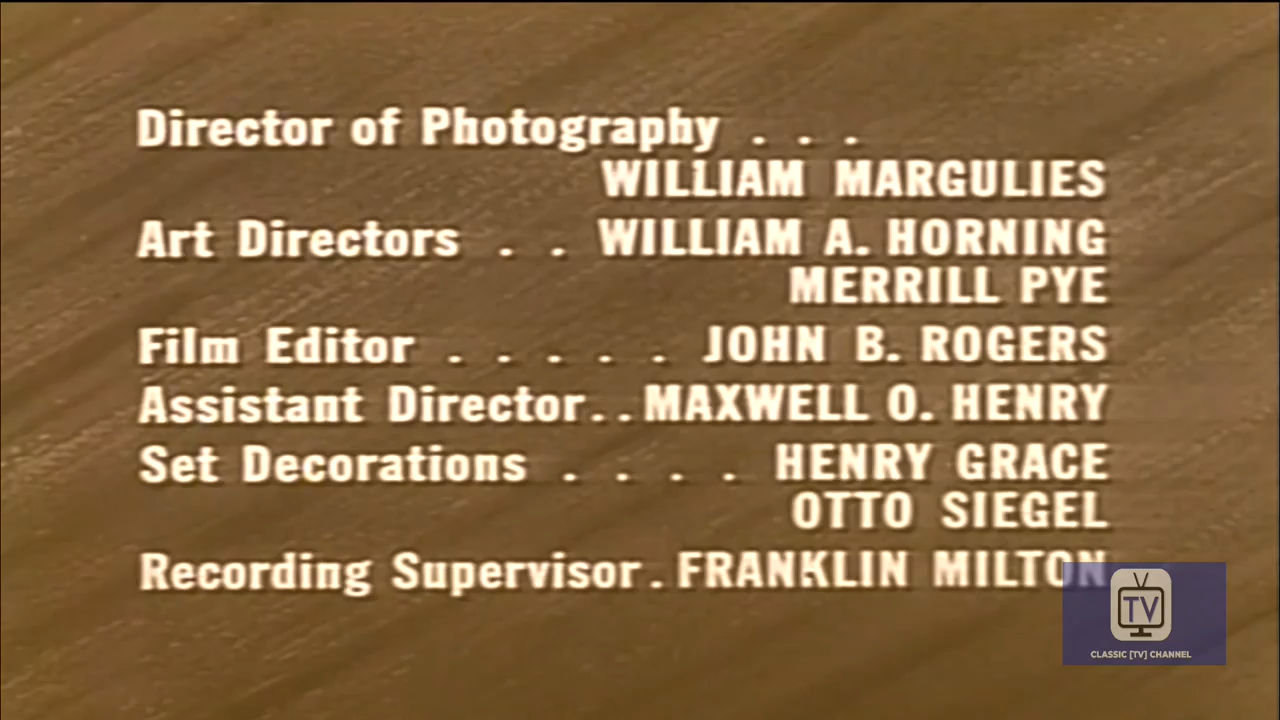 Director of Photography . . .
WILLIAM MARGULIES
Art Directors . . WILLIAM A. HORNING
MERRILL PYE
Film Editor . . . . . JOHN B. ROGERS
Assistant Director . . MAXWELL O. HENRY
Set Decorations . . . . HENRY GRACE
OTTO SIEGEL
Recording Supervisor . FRANKLIN MILTON
TV
CLASSIC [TV] CHANNEL